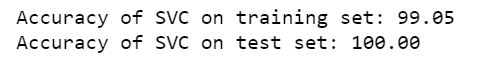 Accuracy of SVC on training set: 99.05
Accuracy of SVC on test set: 100.00